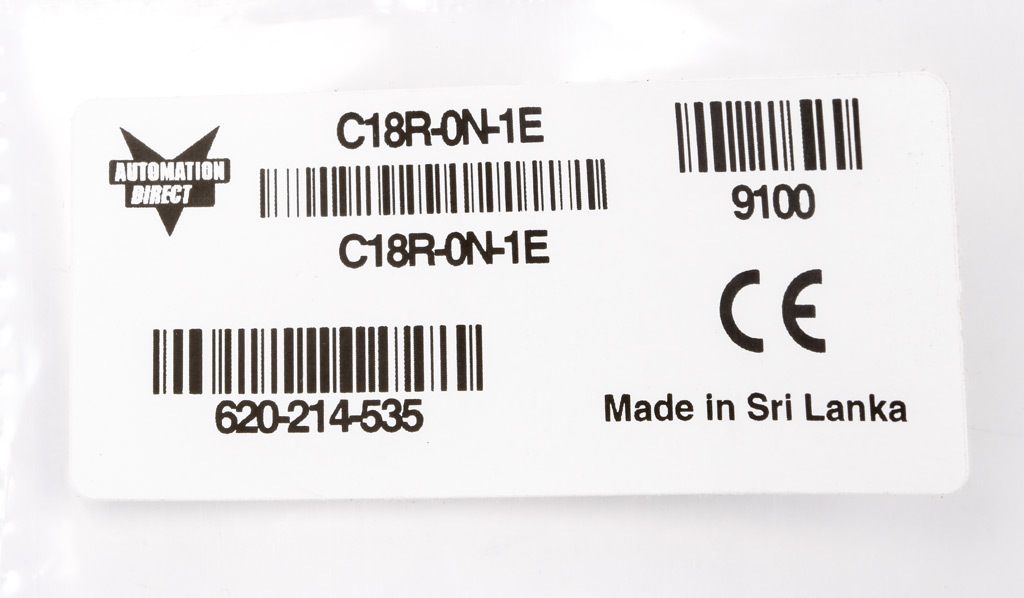 AUTOMATION
DIRECT
C18R-0N-1E
C18R-0N-1E
9100
CE
620-214-535
Made in Sri Lanka